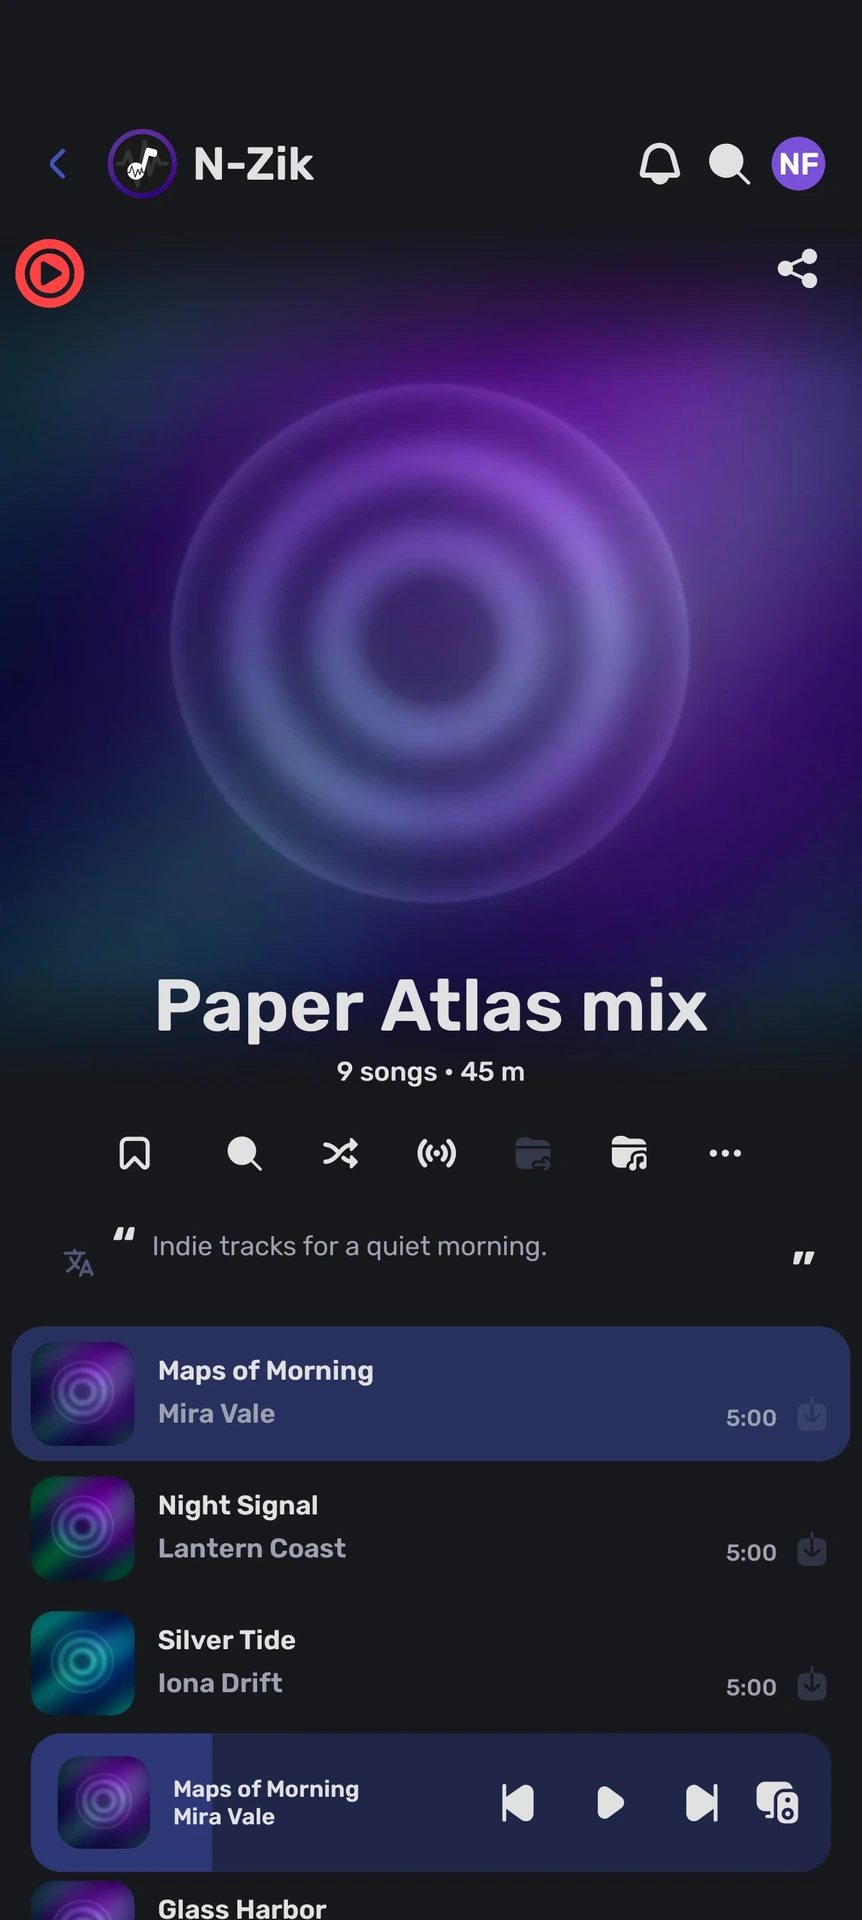 N-Zik
NF
Paper Atlas mix
9 songs • 45 m
“ Indie tracks for a quiet morning. ”
Maps of Morning
Mira Vale
5:00
Night Signal
Lantern Coast
5:00
Silver Tide
Iona Drift
5:00
Maps of Morning
Mira Vale
Glass Harbor